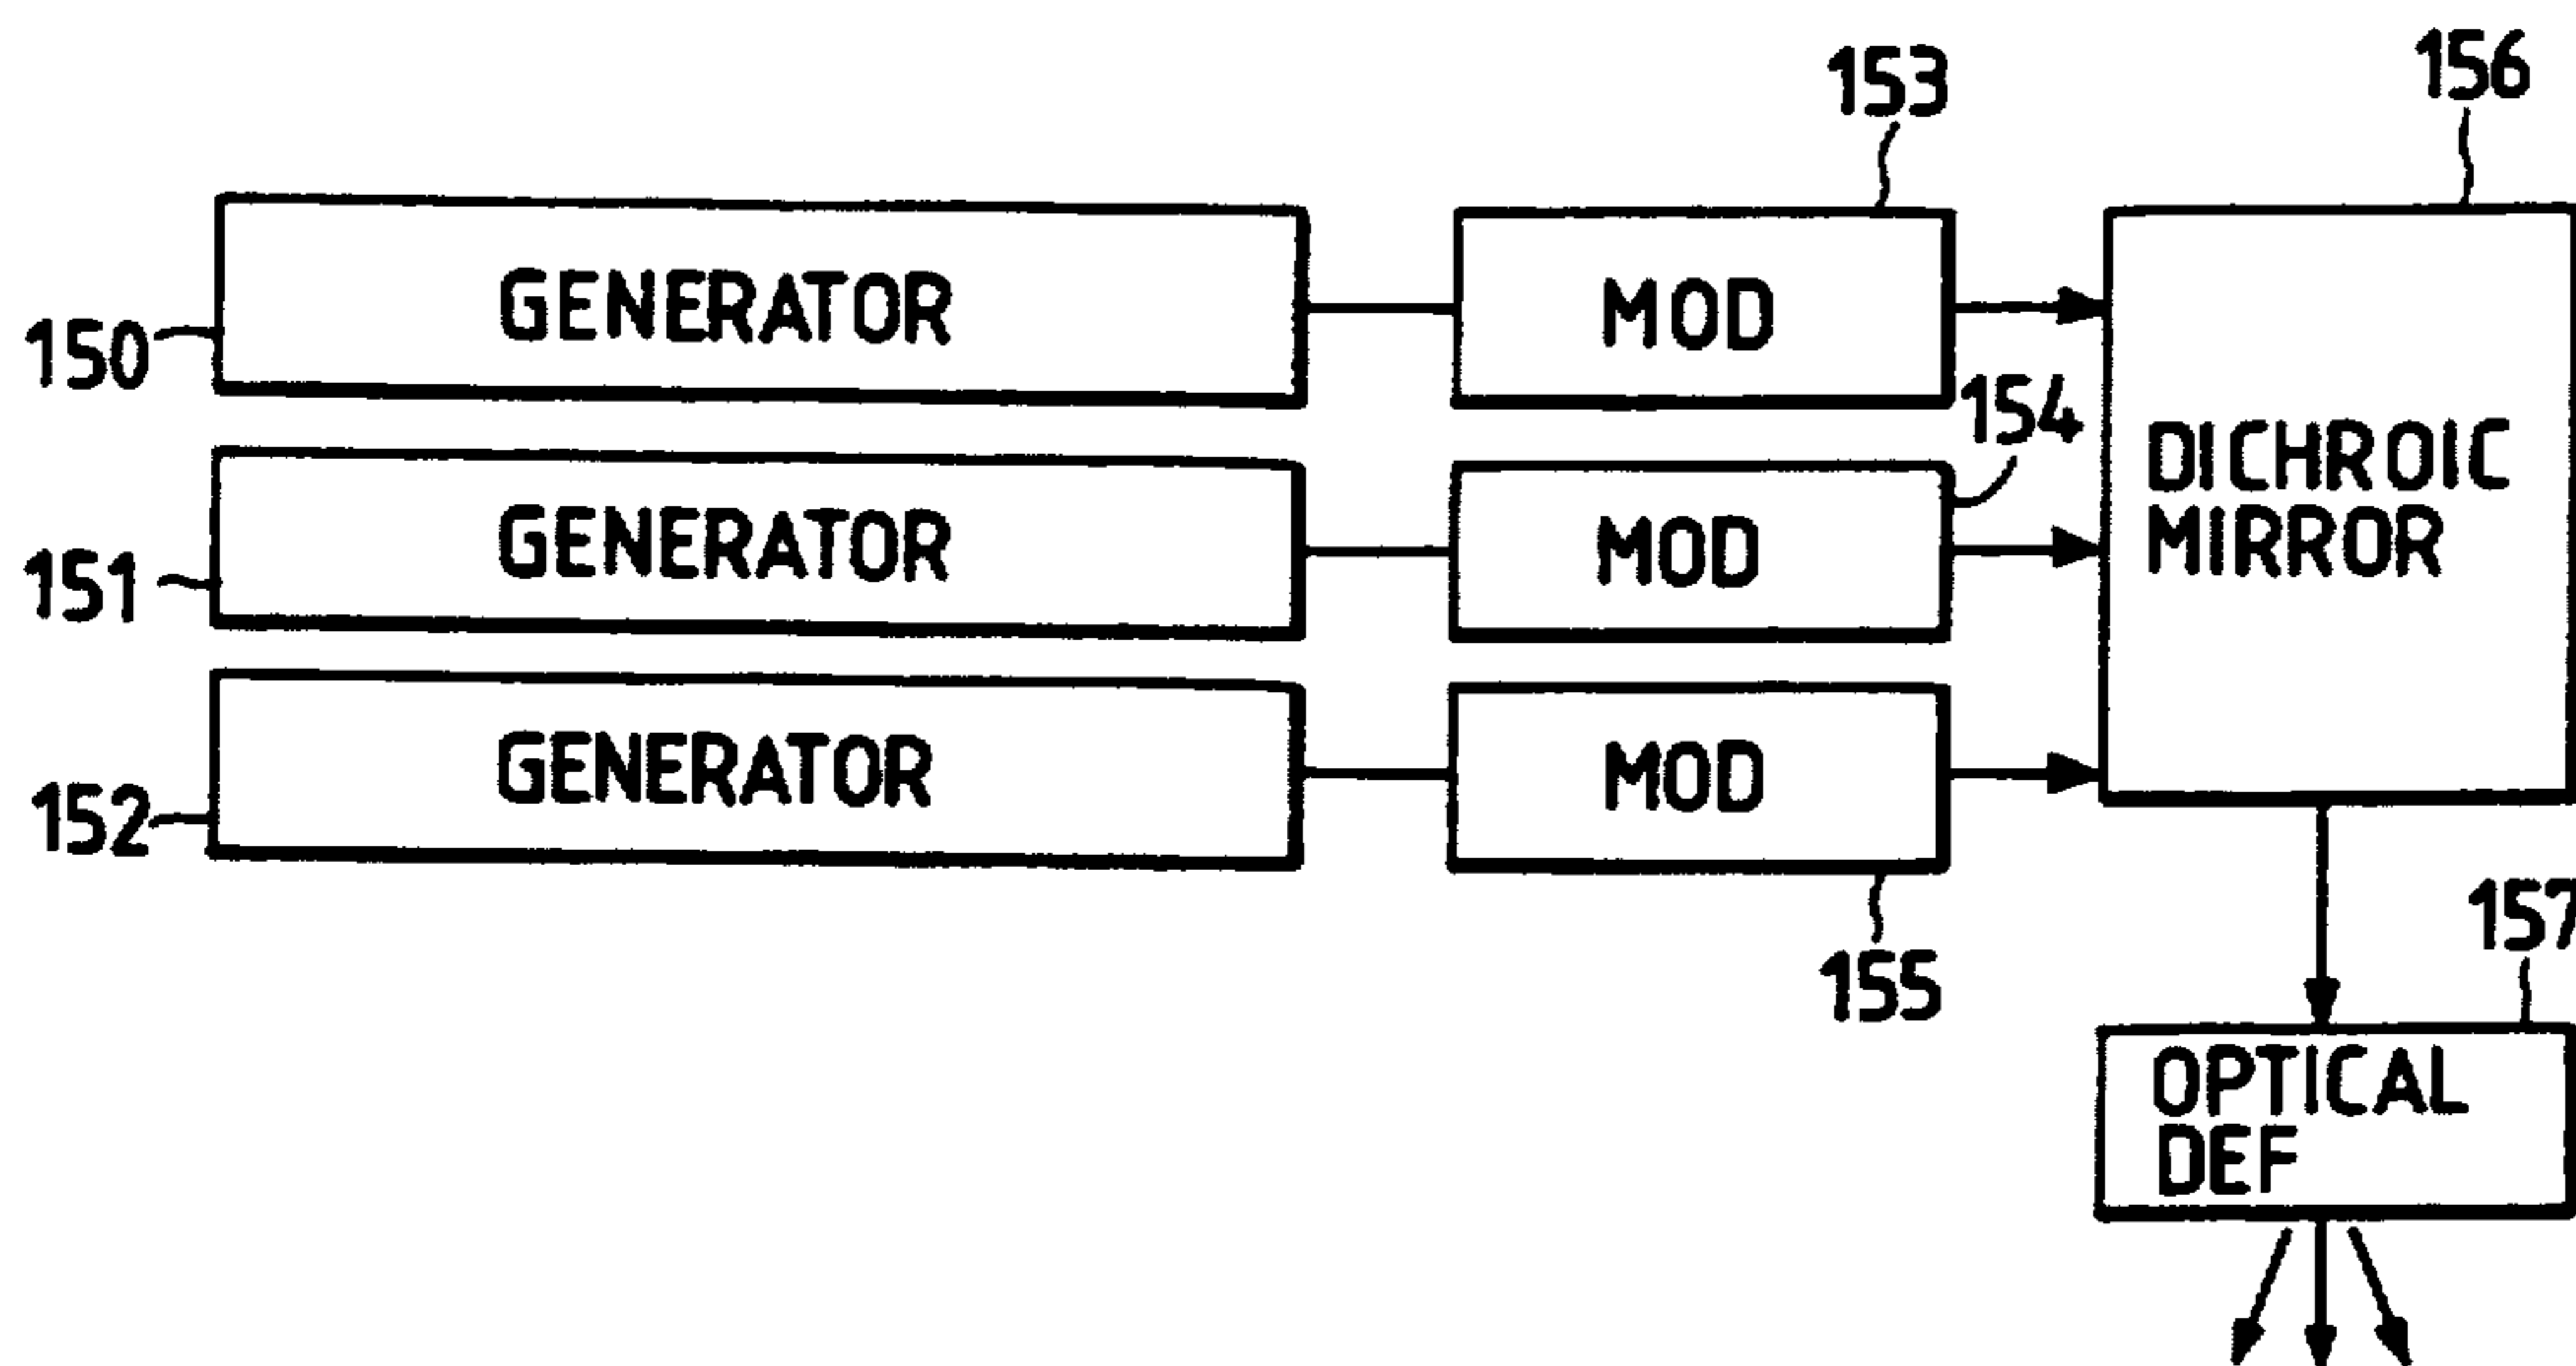 153
156
GENERATOR
MOD
150
154
DICHROIC
MIRROR
GENERATOR
MOD
151
GENERATOR
MOD
152
157
155
OPTICAL
DEF